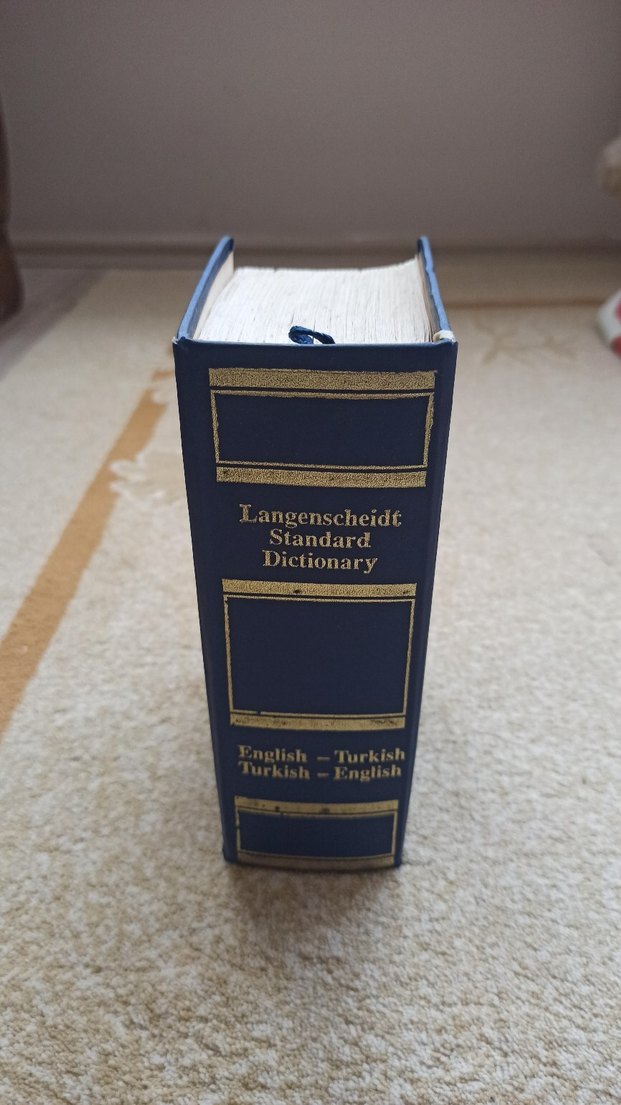 Langenscheidt
Standard
Dictionary
English – Turkish
Turkish – English